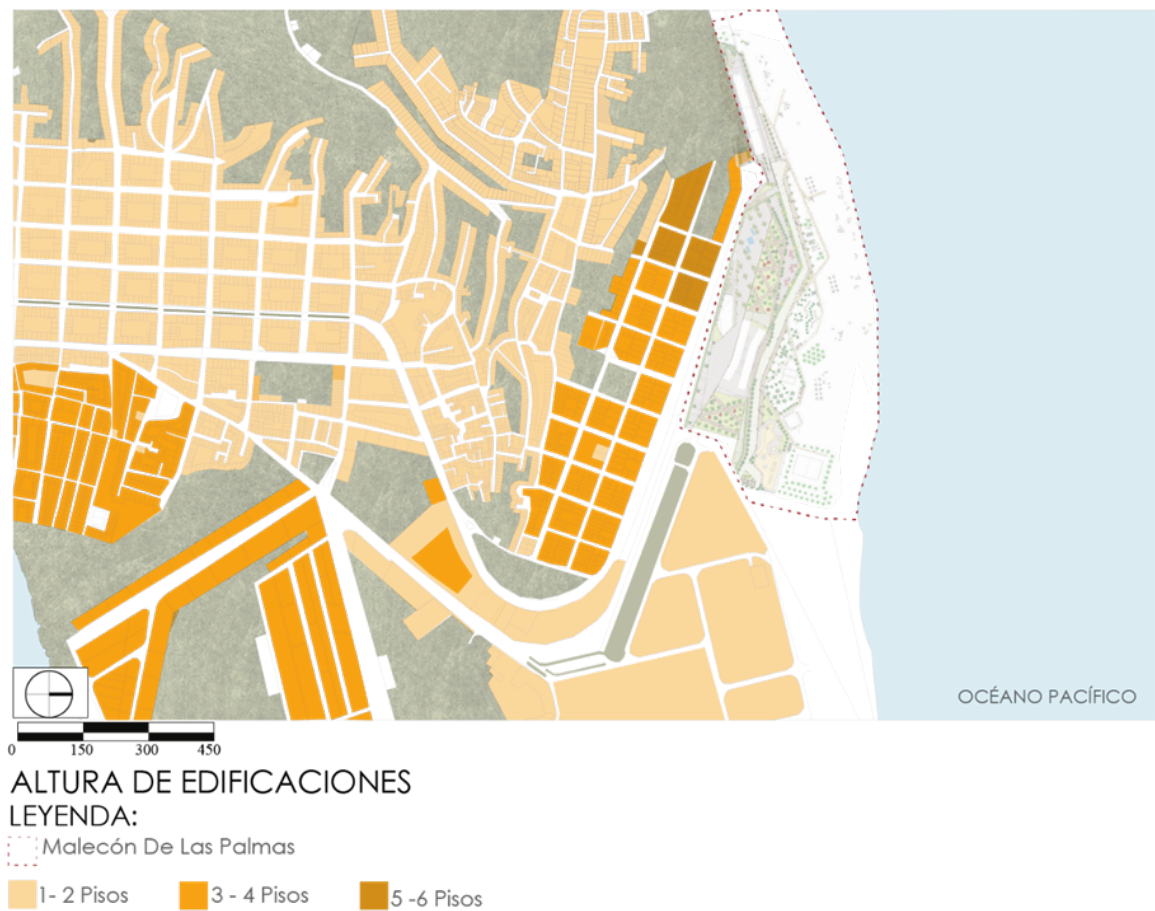 OCÉANO PACÍFICO
0 150 300 450
ALTURA DE EDIFICACIONES
LEYENDA:
Malecón De Las Palmas
1- 2 Pisos 3 - 4 Pisos 5 -6 Pisos